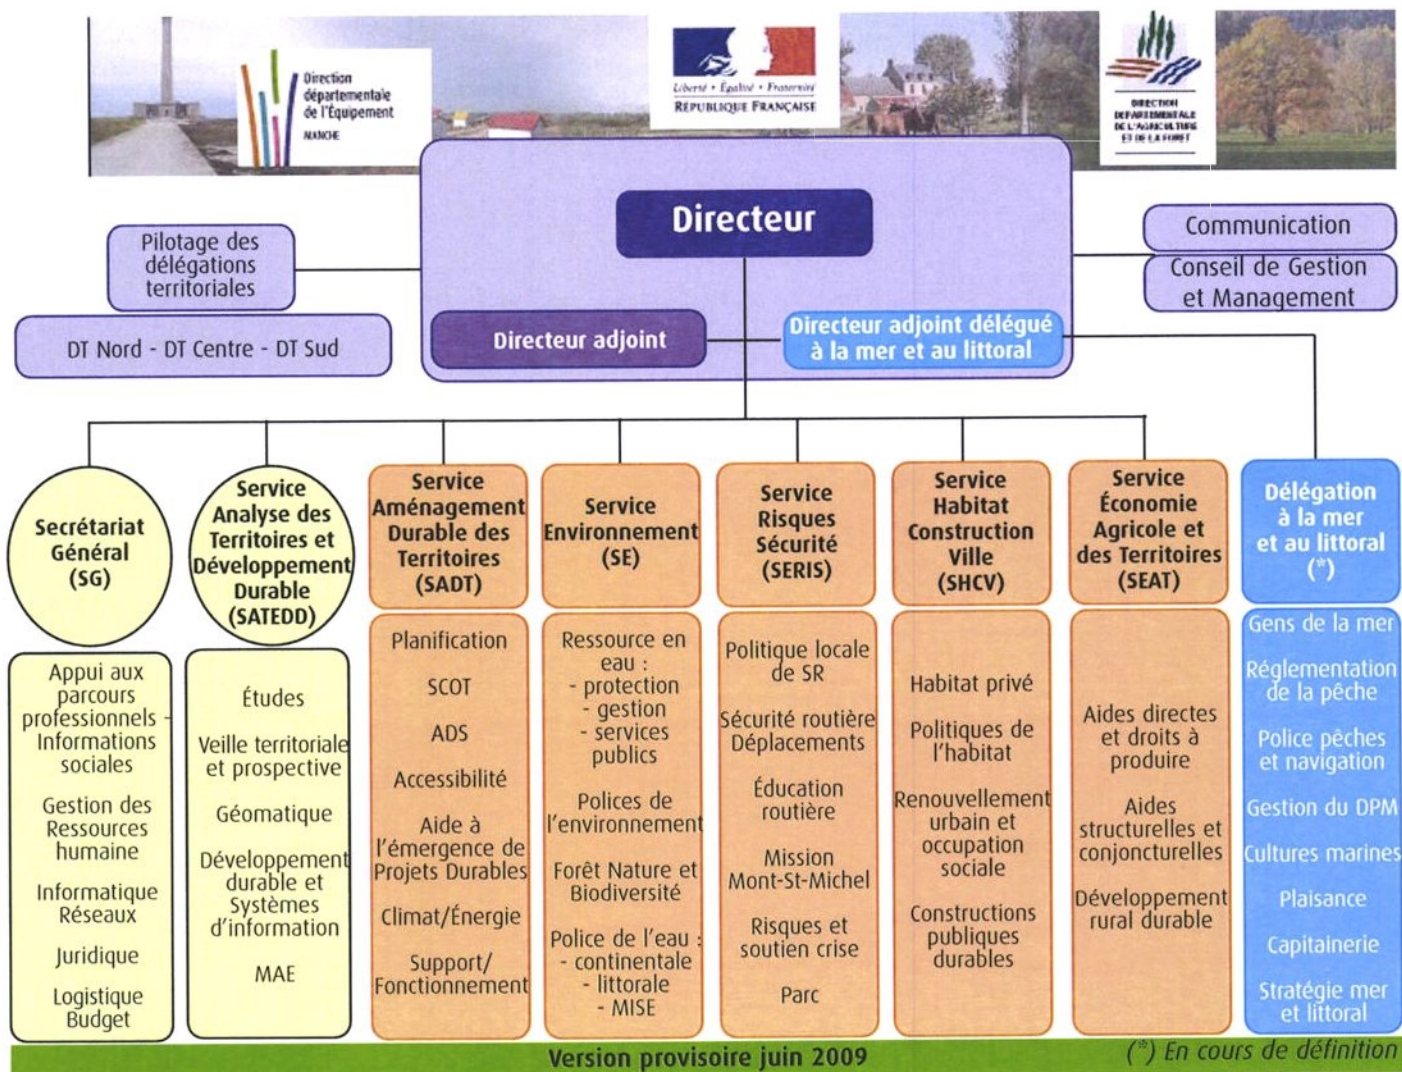 Direction
départementale
de l'Équipement
MANCHE
Liberté • Égalité • Fraternité
RÉPUBLIQUE FRANÇAISE
DIRECTION
DEPARTEMENTALE
DE L'AGRICULTURE
ET DE LA FORET
Directeur
Pilotage des
délégations
territoriales
DT Nord - DT Centre - DT Sud
Communication
Conseil de Gestion
et Management
Directeur adjoint
Directeur adjoint délégué
à la mer et au littoral
Secrétariat
Général
(SG)
Appui aux
parcours
professionnels -
Informations
sociales
Gestion des
Ressources
humaine
Informatique
Réseaux
Juridique
Logistique
Budget
Service
Analyse des
Territoires et
Développement
Durable
(SATEDD)
Études
Veille territoriale
et prospective
Géomatique
Développement
durable et
Systèmes
d'information
MAE
Service
Aménagement
Durable des
Territoires
(SADT)
Planification
SCOT
ADS
Accessibilité
Aide à
l'émergence de
Projets Durables
Climat/Énergie
Support/
Fonctionnement
Service
Environnement
(SE)
Ressource en
eau :
- protection
- gestion
- services
publics
Polices de
l'environnement
Forêt Nature et
Biodiversité
Police de l'eau :
- continentale
- littorale
- MISE
Service
Risques
Sécurité
(SERIS)
Politique locale
de SR
Sécurité routière
Déplacements
Éducation
routière
Mission
Mont-St-Michel
Risques et
soutien crise
Parc
Service
Habitat
Construction
Ville
(SHCV)
Habitat privé
Politiques de
l'habitat
Renouvellement
urbain et
occupation
sociale
Constructions
publiques
durables
Service
Économie
Agricole et
des Territoires
(SEAT)
Aides directes
et droits à
produire
Aides
structurelles et
conjoncturelles
Développement
rural durable
Délégation
à la mer
et au littoral
(*)
Gens de la mer
Réglementation
de la pêche
Police pêches
et navigation
Gestion du DPM
Cultures marines
Plaisance
Capitainerie
Stratégie mer
et littoral
Version provisoire juin 2009
(*) En cours de définition